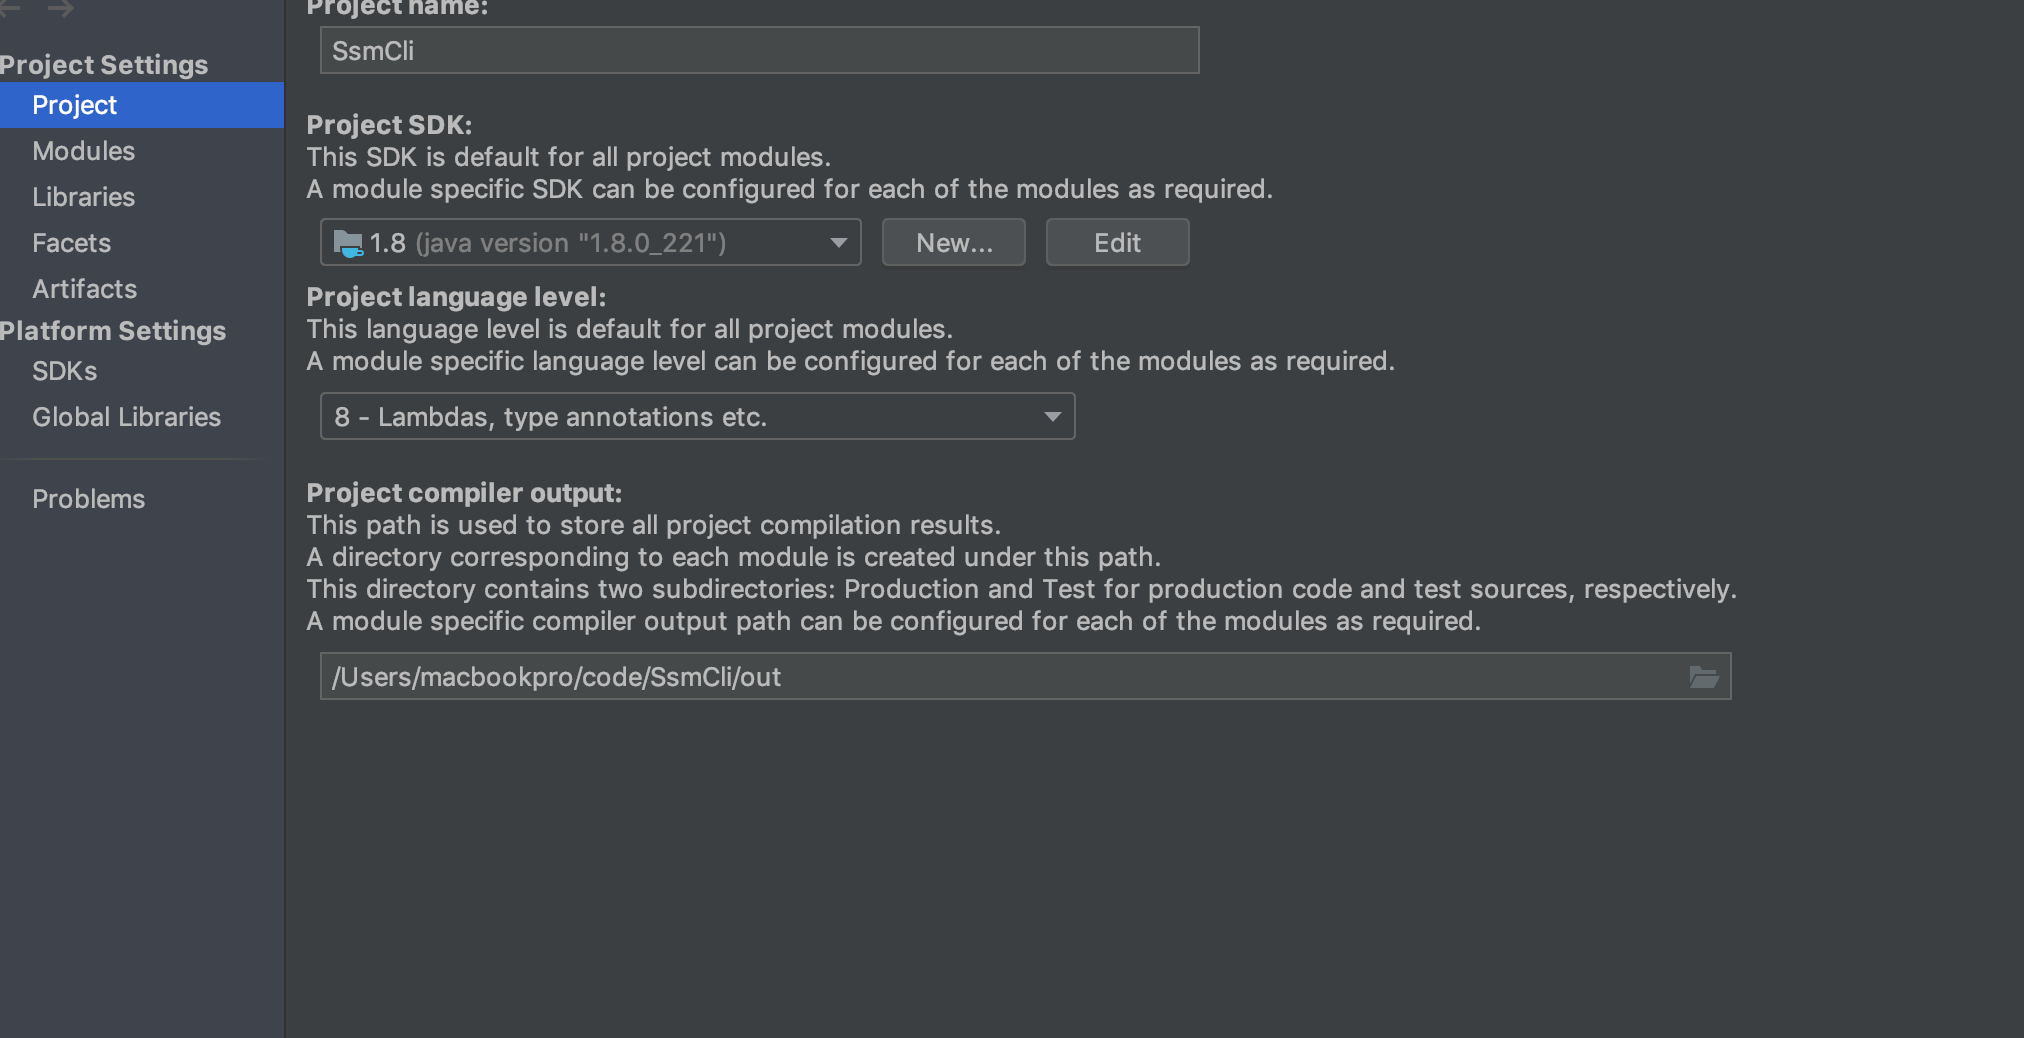 Project name:
SsmCli
Project Settings
Project
Modules
Libraries
Facets
Artifacts
Platform Settings
SDKs
Global Libraries
Problems
Project SDK:
This SDK is default for all project modules.
A module specific SDK can be configured for each of the modules as required.
1.8 (java version "1.8.0_221")
New...
Edit
Project language level:
This language level is default for all project modules.
A module specific language level can be configured for each of the modules as required.
8 - Lambdas, type annotations etc.
Project compiler output:
This path is used to store all project compilation results.
A directory corresponding to each module is created under this path.
This directory contains two subdirectories: Production and Test for production code and test sources, respectively.
A module specific compiler output path can be configured for each of the modules as required.
/Users/macbookpro/code/SsmCli/out